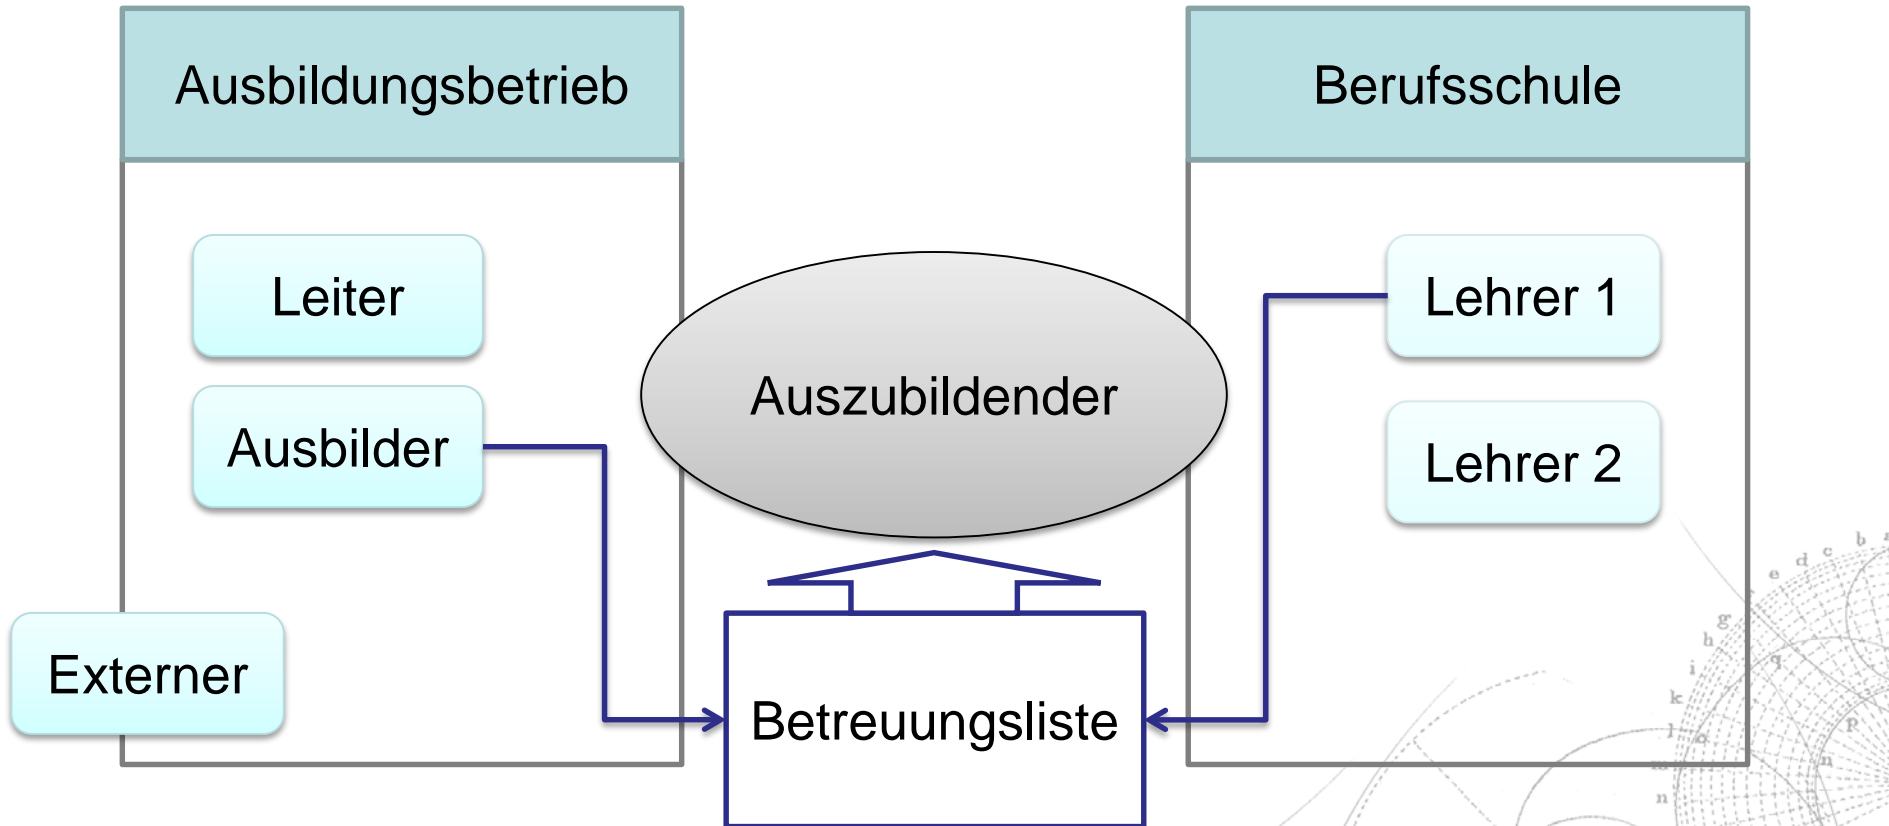 Ausbildungsbetrieb
Berufsschule
Leiter
Lehrer 1
Auszubildender
Ausbilder
Lehrer 2
Externer
Betreuungsliste
e
d
c
b
g
h
i
k
l
o
m
n
q
p
n